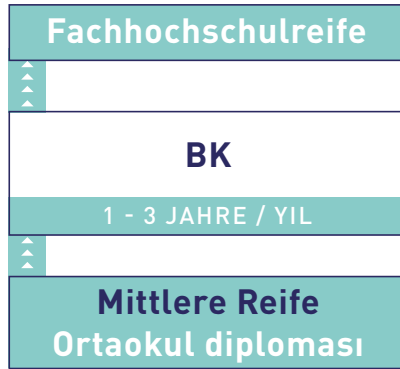 Fachhochschulreife
BK
1 - 3 JAHRE / YIL
Mittlere Reife
Ortaokul diploması